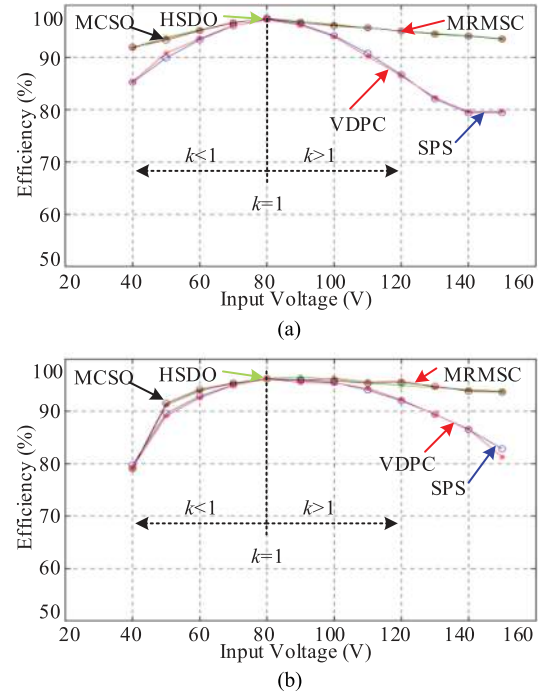 100
90
80
70
60
50
20
40
60
80
100
120
140
160
Efficiency (%)
Input Voltage (V)
MCSO
HSDO
MRMSC
VDPC
SPS
k<1
k>1
k=1
(a)
100
90
80
70
60
50
20
40
60
80
100
120
140
160
Efficiency (%)
Input Voltage (V)
MCSO
HSDO
MRMSC
VDPC
SPS
k<1
k>1
k=1
(b)